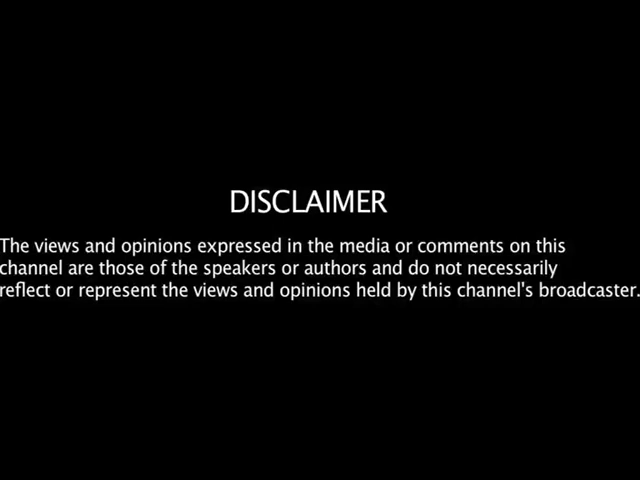 DISCLAIMER
The views and opinions expressed in the media or comments on this
channel are those of the speakers or authors and do not necessarily
reflect or represent the views and opinions held by this channel's broadcaster.